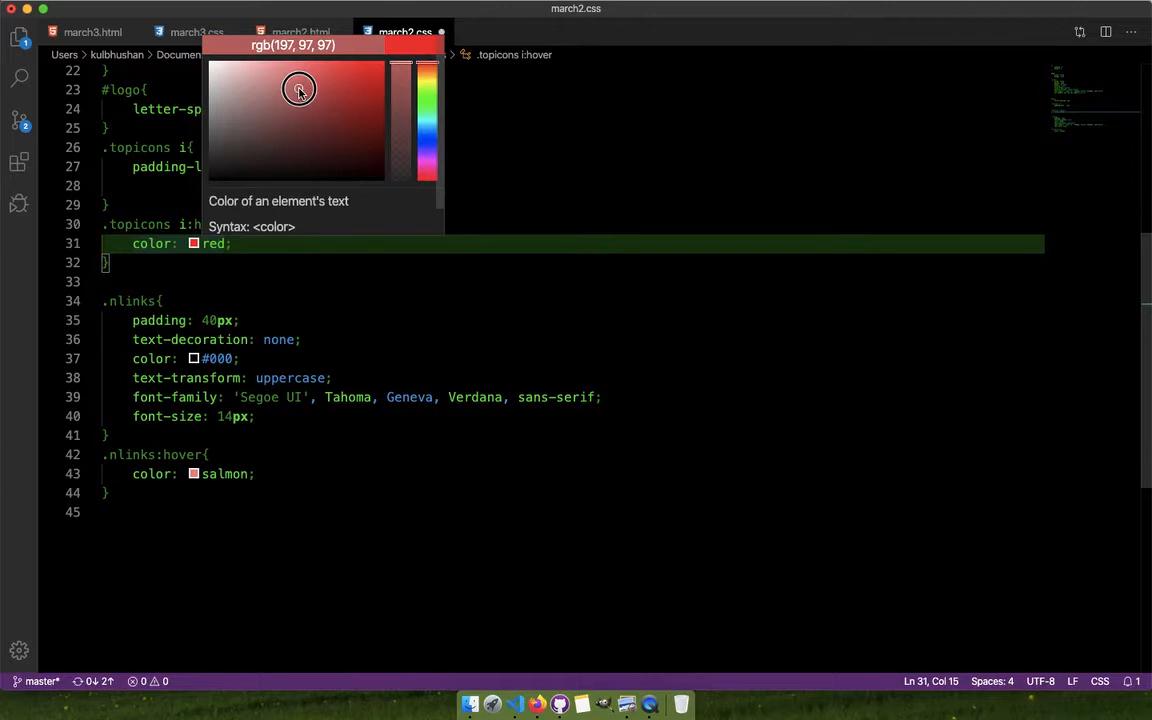 march2.css
march3.html
march3.css
march2.html
march2.css
Users > kulbhushan >
> .topicons i:hover
rgb(197, 97, 97)
Color of an element's text
Syntax: <color>
22 }
23 #logo{
24 letter-sp
25 }
26 .topicons i{
27 padding-l
28
29 }
30 .topicons i:h
31 color: red;
32 }
33
34 .nlinks{
35 padding: 40px;
36 text-decoration: none;
37 color: #000;
38 text-transform: uppercase;
39 font-family: 'Segoe UI', Tahoma, Geneva, Verdana, sans-serif;
40 font-size: 14px;
41 }
42 .nlinks:hover{
43 color: salmon;
44 }
45
1
2
master* 0↓ 2↑ 0 0
Ln 31, Col 15 Spaces: 4 UTF-8 LF CSS 1